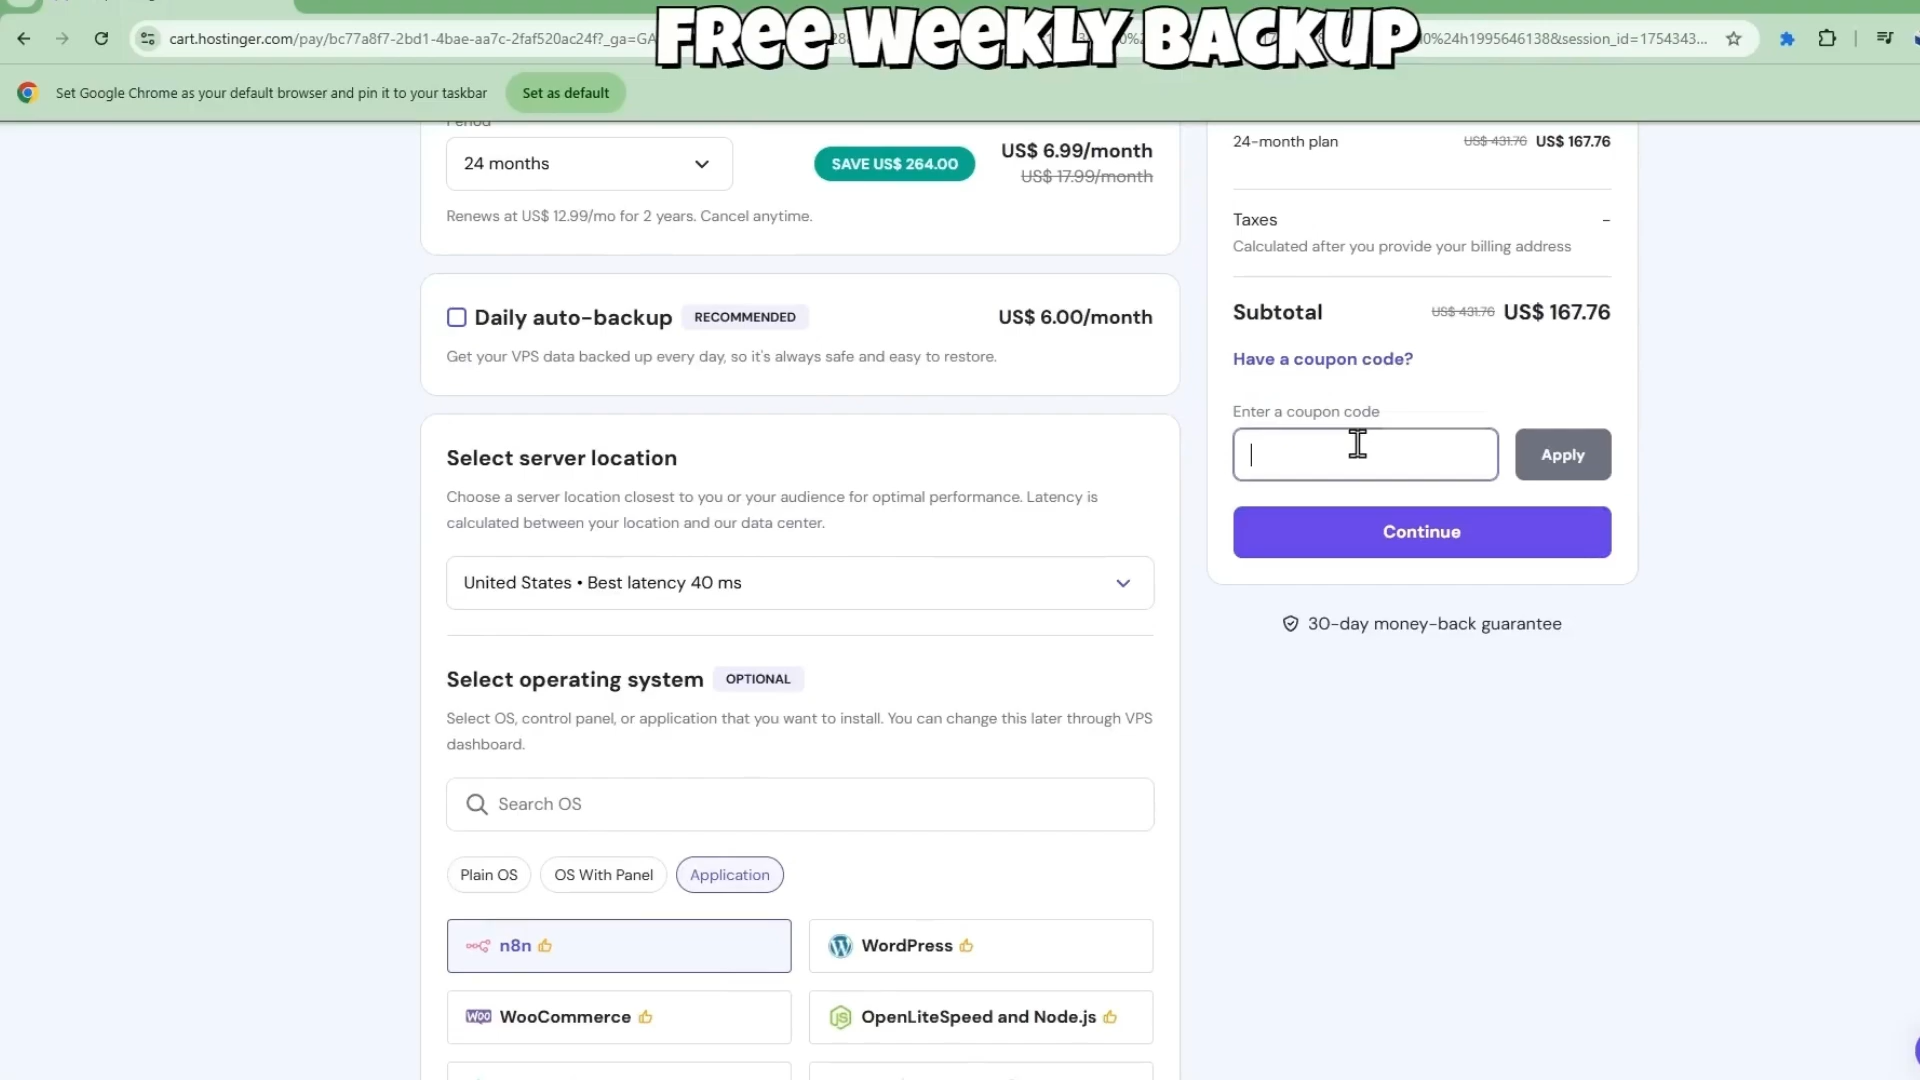 FREE WEEKLY BACKUP
cart.hostinger.com/pay/bc77a8f7-2bd1-4bae-aa7c-2faf520ac24f?_ga=GA
0%24h1995646138&session_id=1754343...
Set Google Chrome as your default browser and pin it to your taskbar
Set as default
Period
24 months
SAVE US$ 264.00
US$ 6.99/month
US$ 17.99/month
Renews at US$ 12.99/mo for 2 years. Cancel anytime.
Daily auto-backup
RECOMMENDED
US$ 6.00/month
Get your VPS data backed up every day, so it's always safe and easy to restore.
Select server location
Choose a server location closest to you or your audience for optimal performance. Latency is
calculated between your location and our data center.
United States • Best latency 40 ms
Select operating system
OPTIONAL
Select OS, control panel, or application that you want to install. You can change this later through VPS
dashboard.
Search OS
Plain OS
OS With Panel
Application
n8n
WordPress
WooCommerce
OpenLiteSpeed and Node.js
24-month plan
US$ 431.76 US$ 167.76
Taxes
–
Calculated after you provide your billing address
Subtotal
US$ 431.76 US$ 167.76
Have a coupon code?
Enter a coupon code
Apply
Continue
30-day money-back guarantee